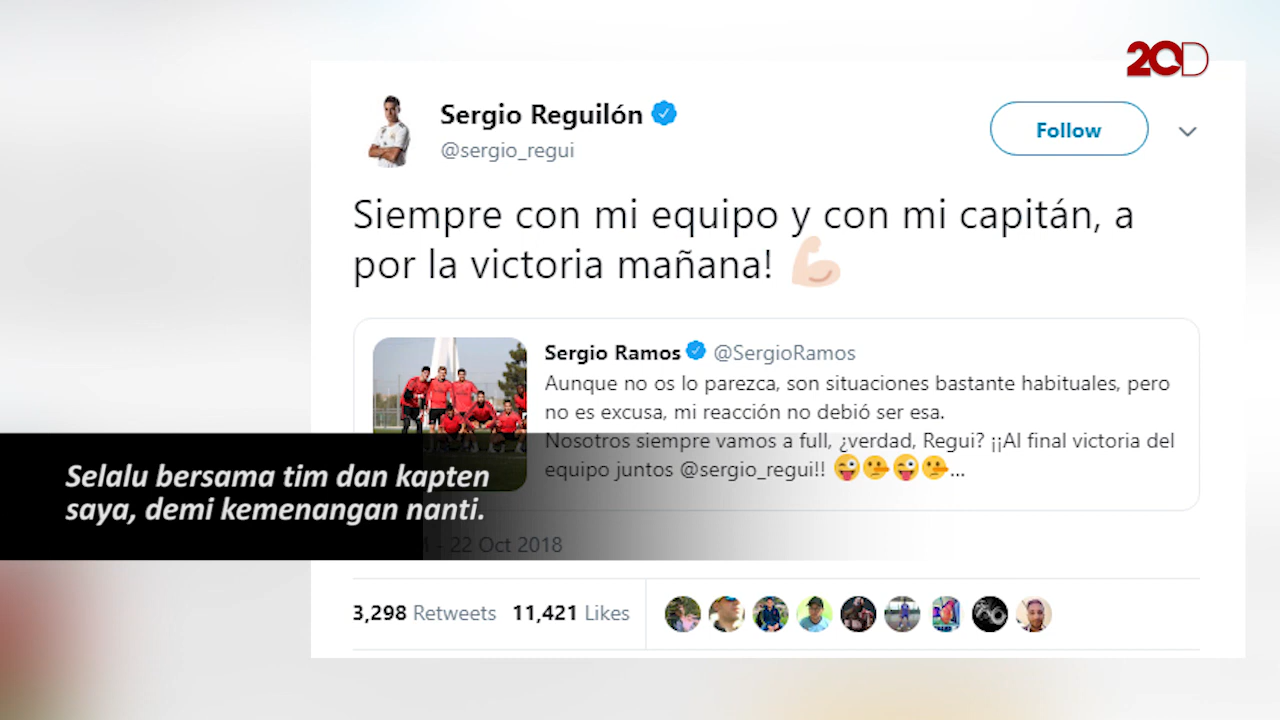 20D
Sergio Reguilón
@sergio_regui
Follow
Siempre con mi equipo y con mi capitán, a
por la victoria mañana! 💪🏻
Sergio Ramos @SergioRamos
Aunque no os lo parezca, son situaciones bastante habituales, pero
no es excusa, mi reacción no debió ser esa.
Nosotros siempre vamos a full, ¿verdad, Regui? ¡¡Al final victoria del
equipo juntos @sergio_regui!! 😜🤥😜🤥...
Selalu bersama tim dan kapten
saya, demi kemenangan nanti.
- 22 Oct 2018
3,298 Retweets 11,421 Likes